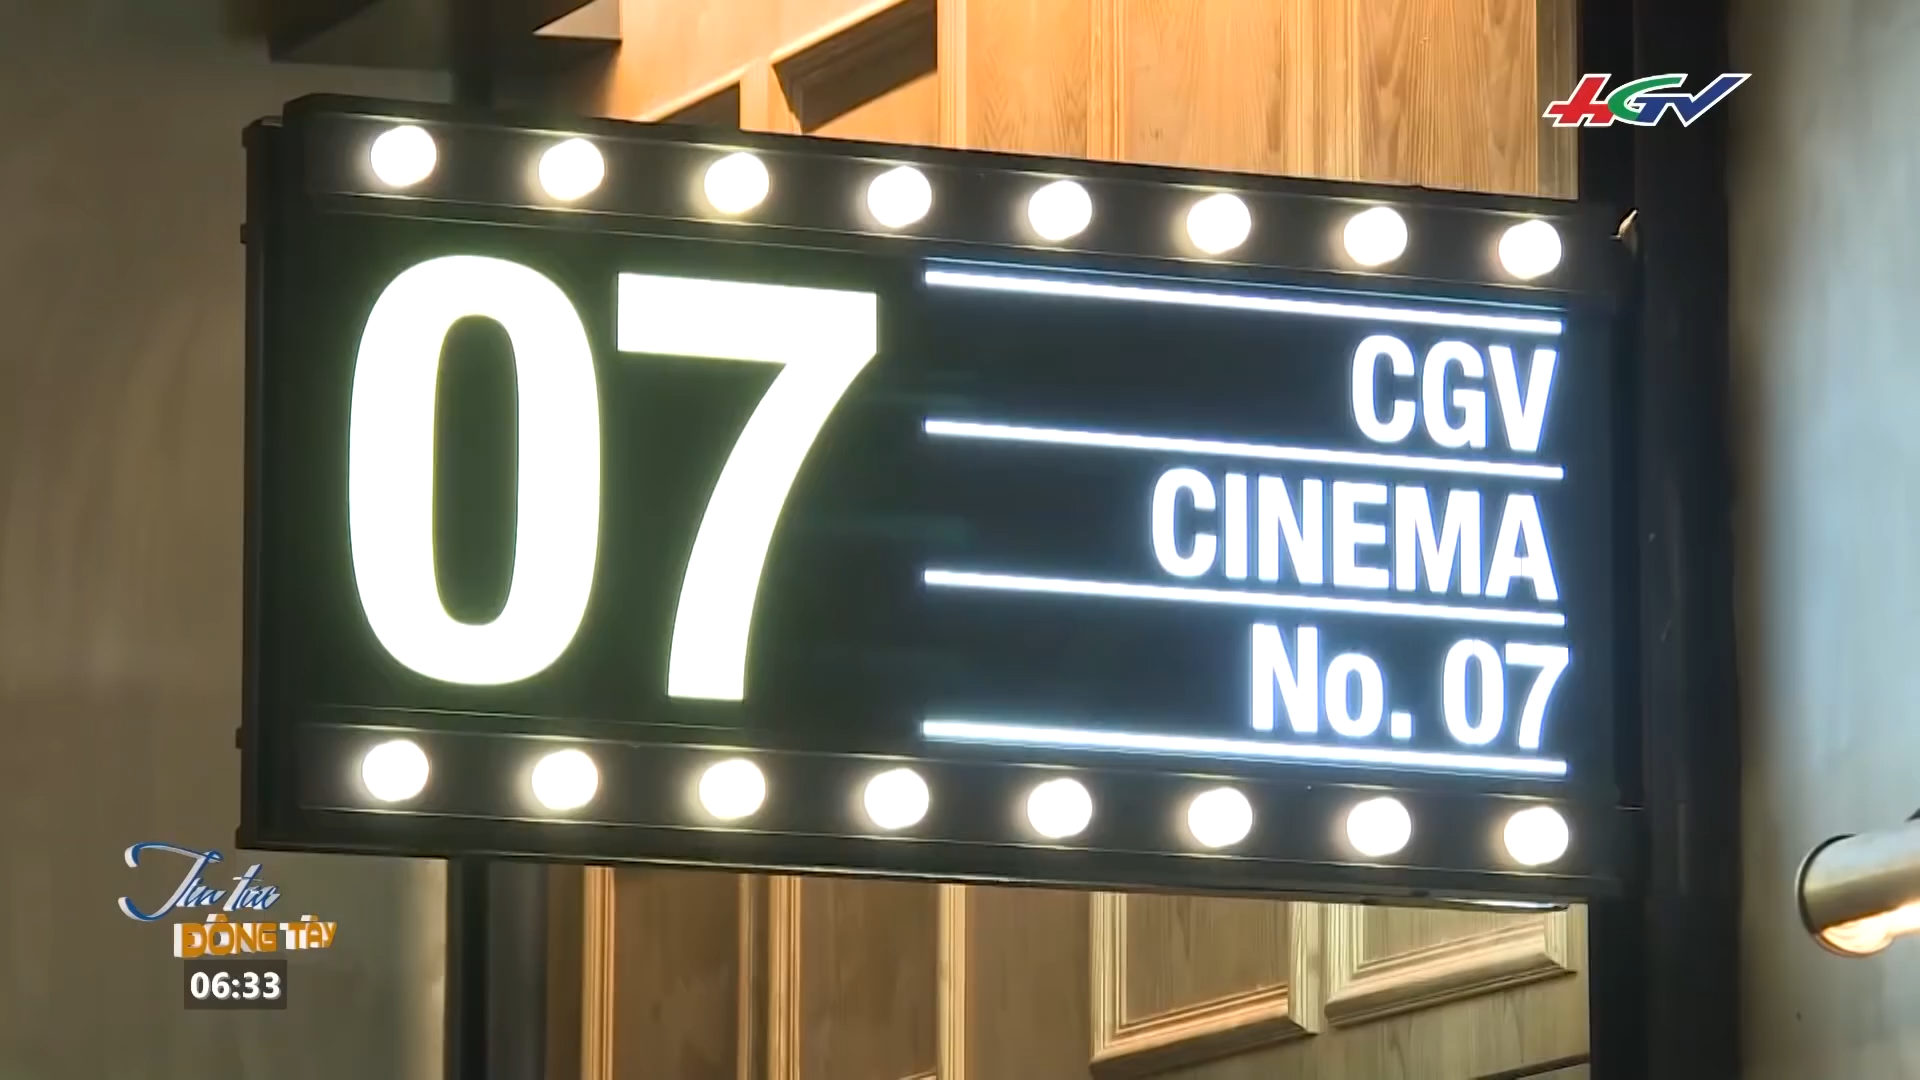 HGV
07
CGV
CINEMA
No. 07
Tin tức
ĐÔNG TÂY
06:33